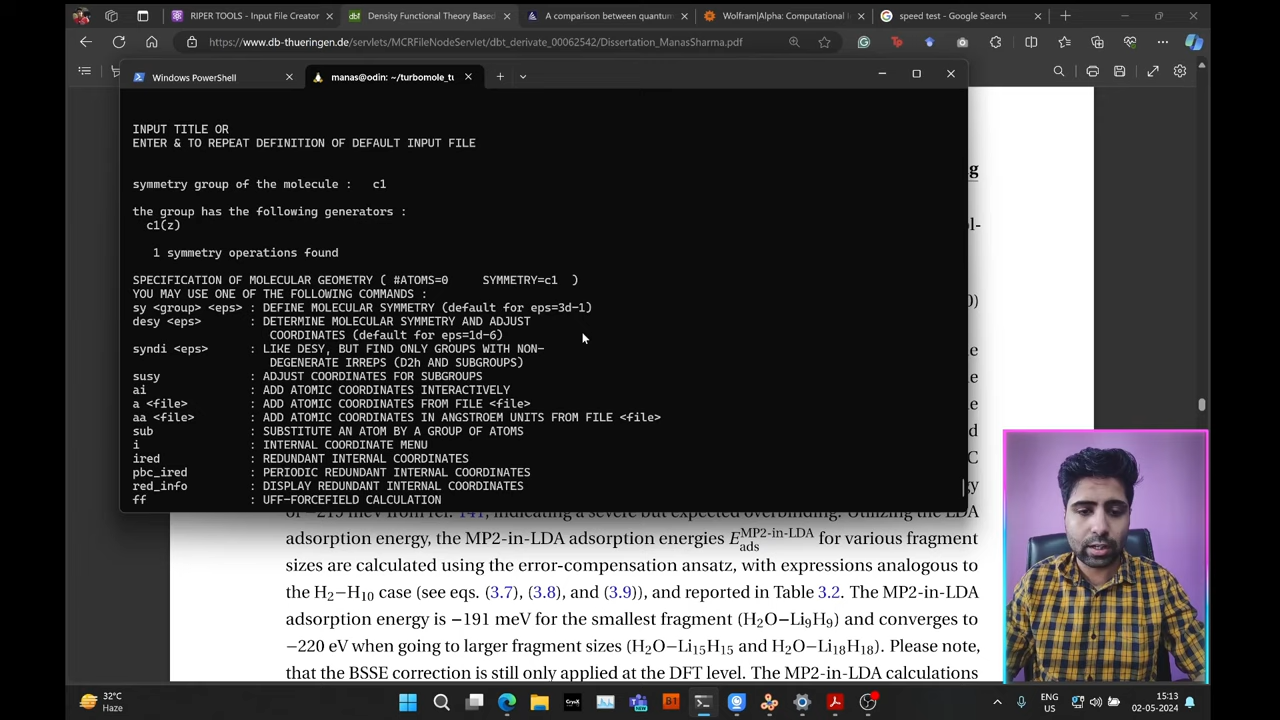 RIPER TOOLS - Input File Creator
Density Functional Theory Based
A comparison between quantum
Wolfram|Alpha: Computational I
speed test - Google Search
https://www.db-thueringen.de/servlets/MCRFileNodeServlet/dbt_derivate_00062542/Dissertation_ManasSharma.pdf
Windows PowerShell
manas@odin: ~/turbomole_tu
INPUT TITLE OR
ENTER & TO REPEAT DEFINITION OF DEFAULT INPUT FILE
symmetry group of the molecule :   c1
the group has the following generators :
c1(z)
1 symmetry operations found
SPECIFICATION OF MOLECULAR GEOMETRY ( #ATOMS=0     SYMMETRY=c1  )
YOU MAY USE ONE OF THE FOLLOWING COMMANDS :
sy <group> <eps> : DEFINE MOLECULAR SYMMETRY (default for eps=3d-1)
desy <eps>       : DETERMINE MOLECULAR SYMMETRY AND ADJUST
COORDINATES (default for eps=1d-6)
syndi <eps>      : LIKE DESY, BUT FIND ONLY GROUPS WITH NON-
DEGENERATE IRREPS (D2h AND SUBGROUPS)
susy             : ADJUST COORDINATES FOR SUBGROUPS
ai               : ADD ATOMIC COORDINATES INTERACTIVELY
a <file>         : ADD ATOMIC COORDINATES FROM FILE <file>
aa <file>        : ADD ATOMIC COORDINATES IN ANGSTROEM UNITS FROM FILE <file>
sub              : SUBSTITUTE AN ATOM BY A GROUP OF ATOMS
i                : INTERNAL COORDINATE MENU
ired             : REDUNDANT INTERNAL COORDINATES
pbc_ired         : PERIODIC REDUNDANT INTERNAL COORDINATES
red_info         : DISPLAY REDUNDANT INTERNAL COORDINATES
ff               : UFF-FORCEFIELD CALCULATION
adsorption energy, the MP2-in-LDA adsorption energies E_ads^MP2-in-LDA for various fragment
sizes are calculated using the error-compensation ansatz, with expressions analogous to
the H₂−H₁₀ case (see eqs. (3.7), (3.8), and (3.9)), and reported in Table 3.2. The MP2-in-LDA
adsorption energy is −191 meV for the smallest fragment (H₂O−Li₉H₉) and converges to
−220 eV when going to larger fragment sizes (H₂O−Li₁₅H₁₅ and H₂O−Li₁₈H₁₈). Please note,
that the BSSE correction is still only applied at the DFT level. The MP2-in-LDA calculations
32°C
Haze
ENG
US
15:13
02-05-2024